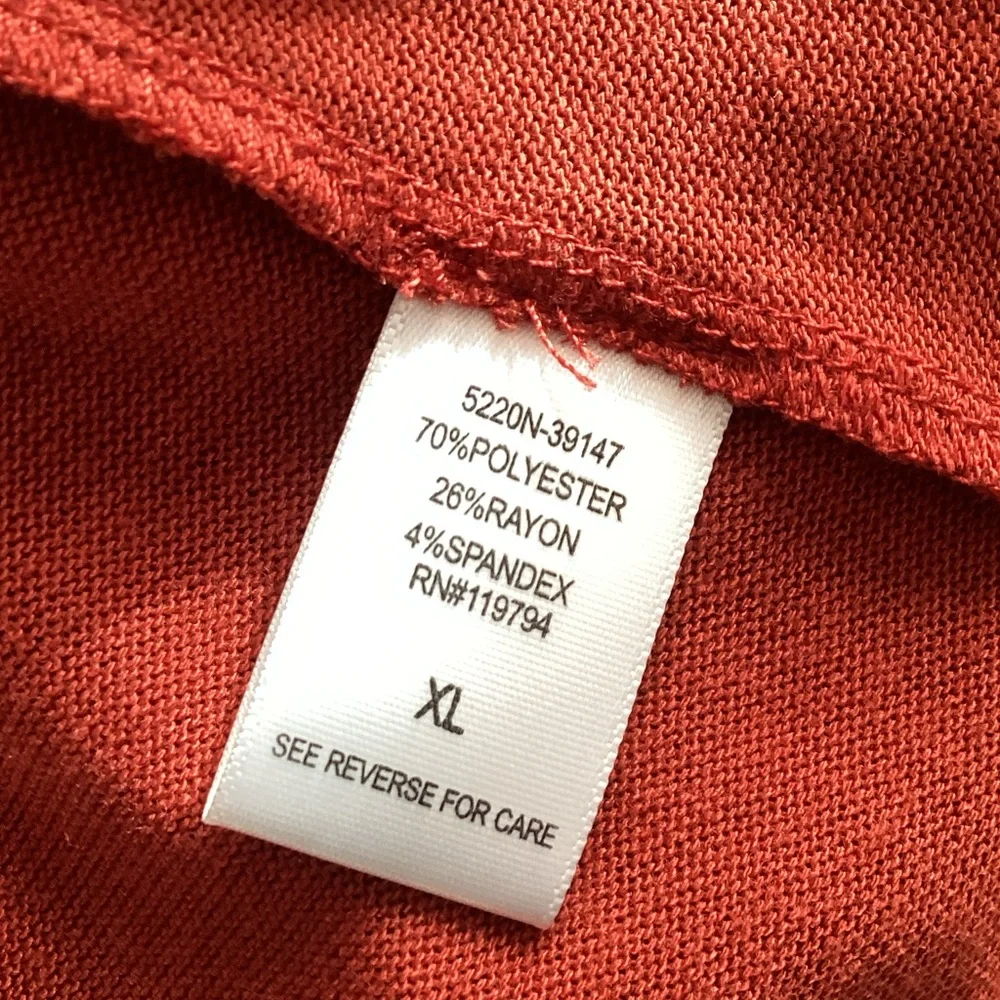 5220N-39147
70%POLYESTER
26%RAYON
4%SPANDEX
RN#119794
XL
SEE REVERSE FOR CARE